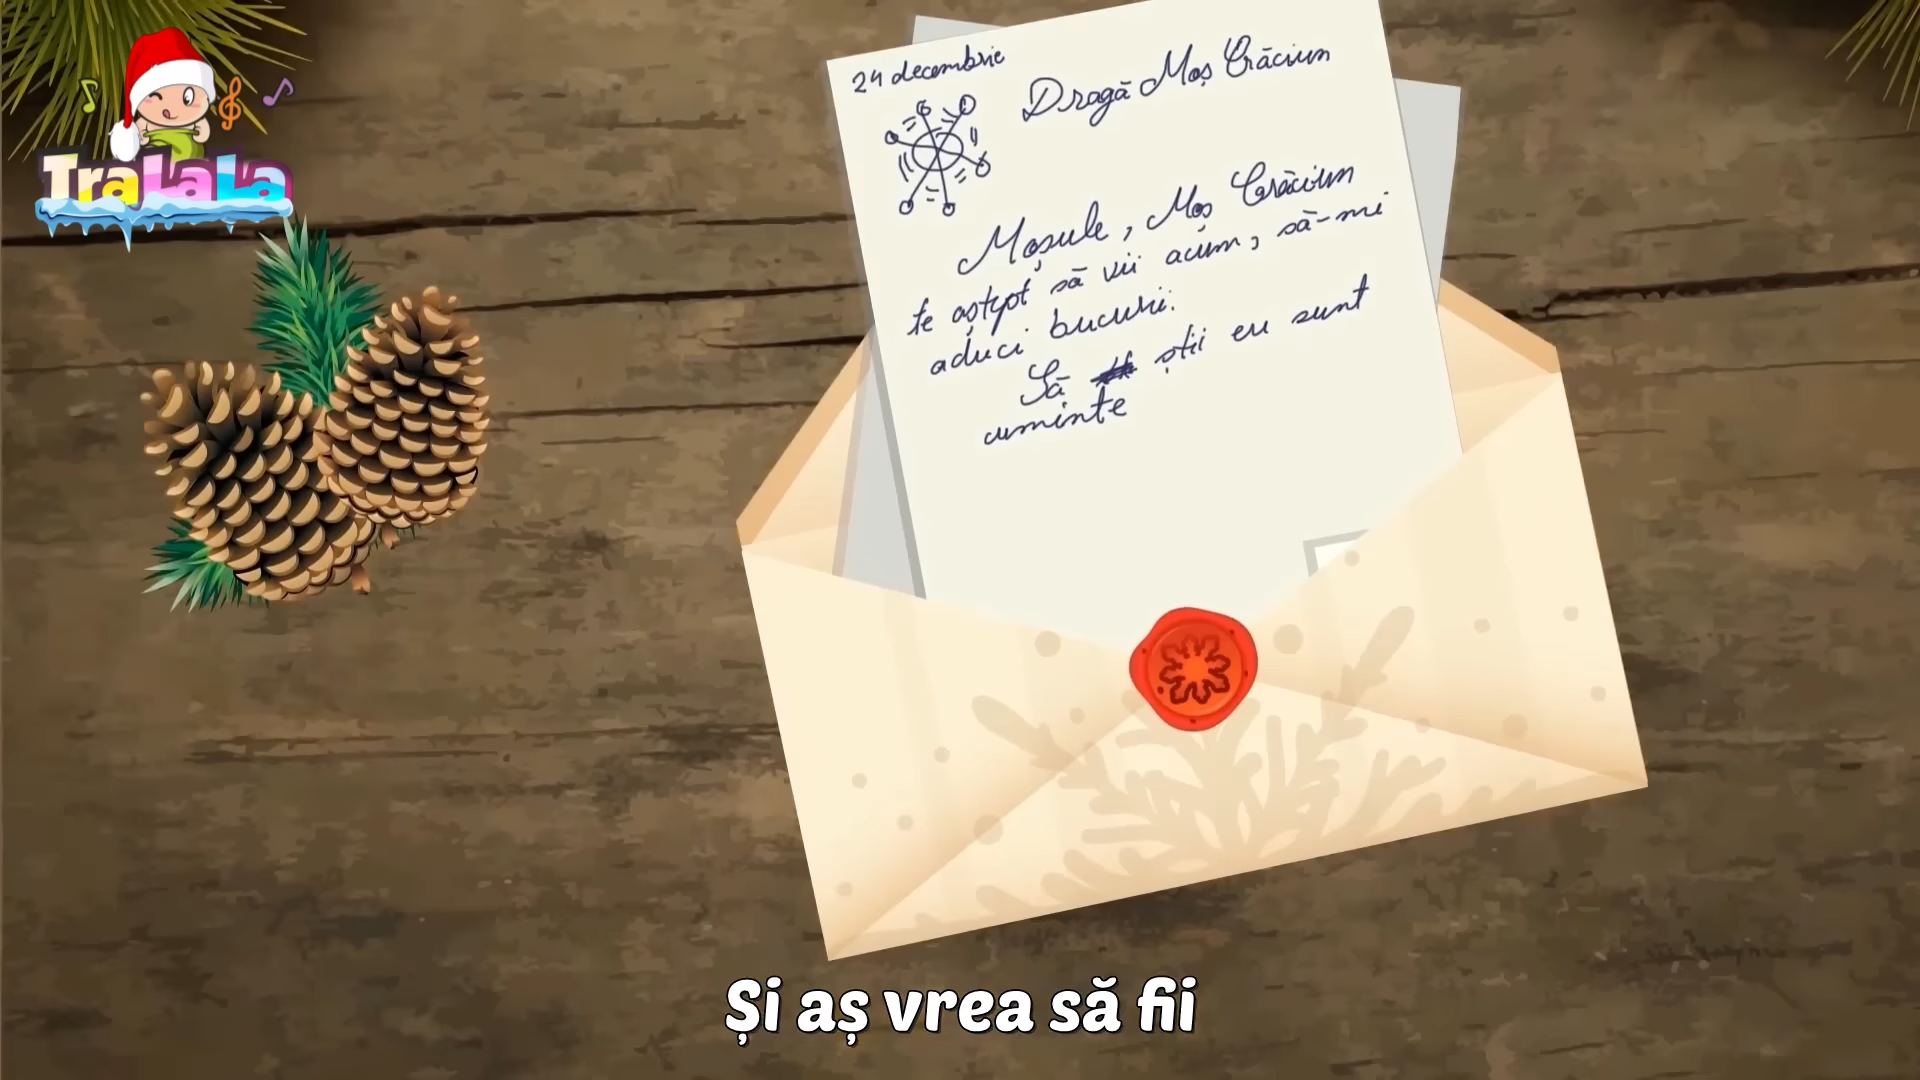 TraLaLa
24 decembrie
Dragă Moș Crăciun
Moșule, Moș Crăciun
te aștept să vii acum, să-mi
aduci bucurii.
Să știi eu sunt
cuminte
Și aș vrea să fii